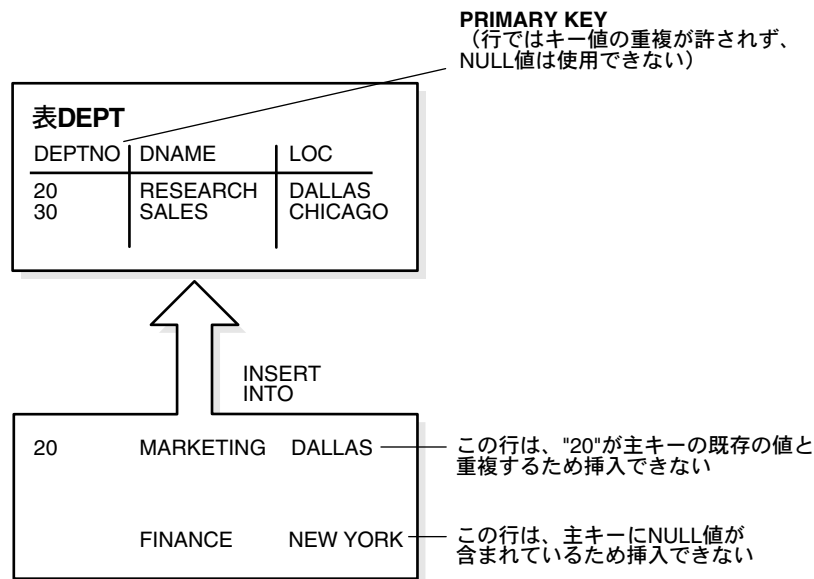 PRIMARY KEY
（行ではキー値の重複が許されず、
NULL値は使用できない）
表DEPT
DEPTNO DNAME LOC
20 RESEARCH DALLAS
30 SALES CHICAGO
INSERT
INTO
20 MARKETING DALLAS
この行は、"20"が主キーの既存の値と
重複するため挿入できない
FINANCE NEW YORK
この行は、主キーにNULL値が
含まれているため挿入できない